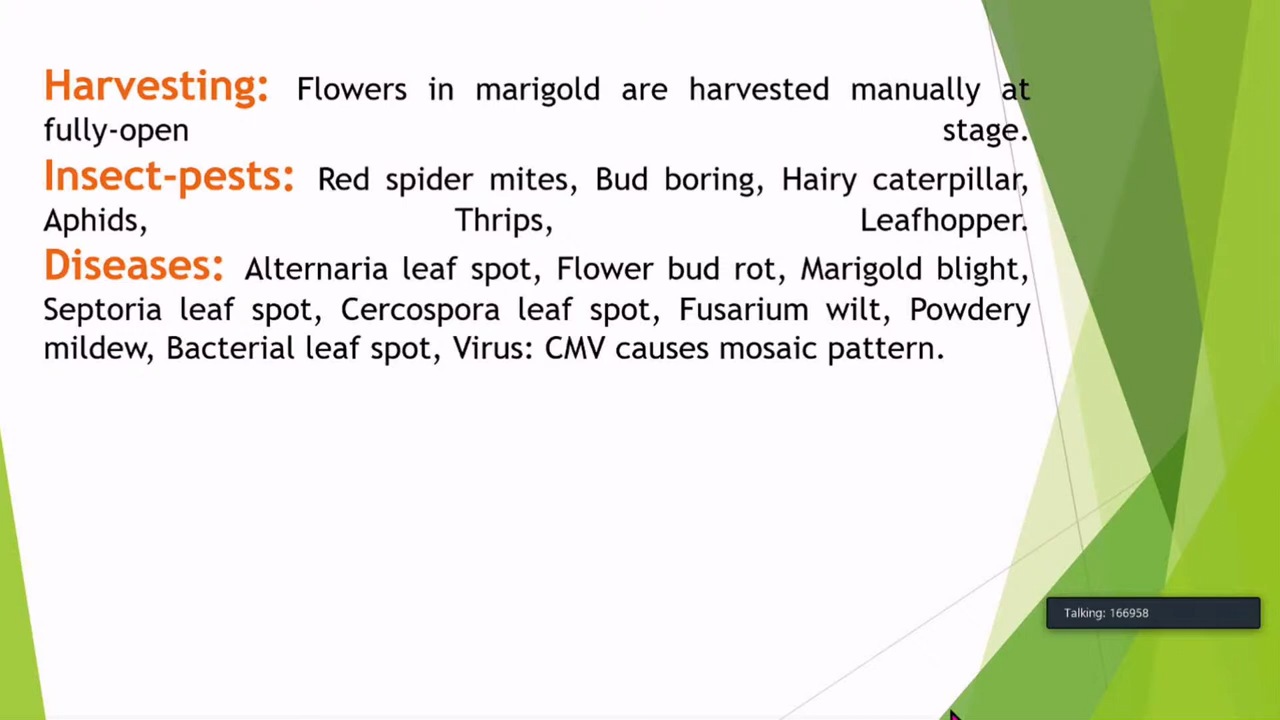 Harvesting: Flowers in marigold are harvested manually at
fully-open stage.
Insect-pests: Red spider mites, Bud boring, Hairy caterpillar,
Aphids, Thrips, Leafhopper.
Diseases: Alternaria leaf spot, Flower bud rot, Marigold blight,
Septoria leaf spot, Cercospora leaf spot, Fusarium wilt, Powdery
mildew, Bacterial leaf spot, Virus: CMV causes mosaic pattern.
Talking: 166958